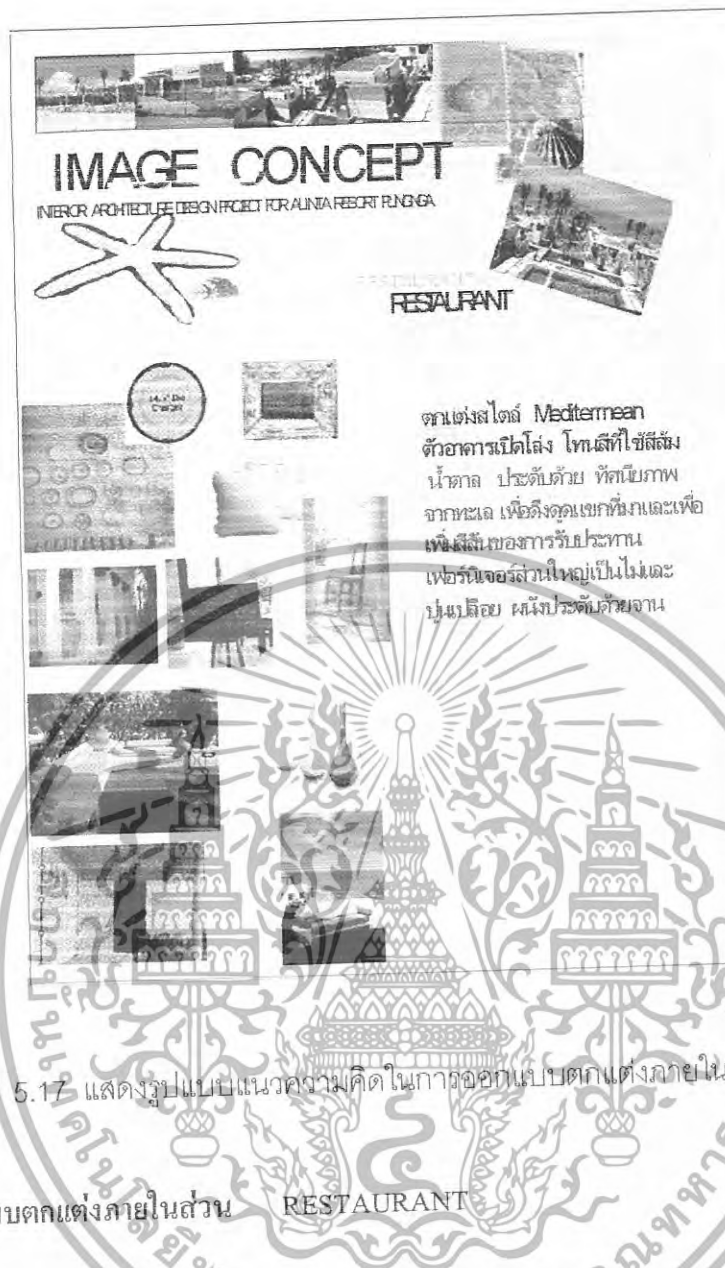 IMAGE CONCEPT
INTERIOR ARCHITECTURE DESIGN PROJECT FOR ALINTA RESORT PUNGNGA
RESTAURANT
RESTAURANT
ตกแต่งสไตล์ Mediternean
ตัวอาคารเปิดโล่ง โทนสีที่ใช้สีส้ม
น้ำตาล ประดับด้วย ทัศนียภาพ
จากทะเล เพื่อดึงดูดแขกที่มาและเพื่อ
เพิ่มสีสันของการรับประทาน
เฟอร์นิเจอร์ส่วนใหญ่เป็นไม้และ
ปูนเปลือย ผนังประดับด้วยจาน
5.17 แสดงรูปแบบแนวความคิดในการออกแบบตกแต่งภายใน
บตกแต่งภายในส่วน RESTAURANT